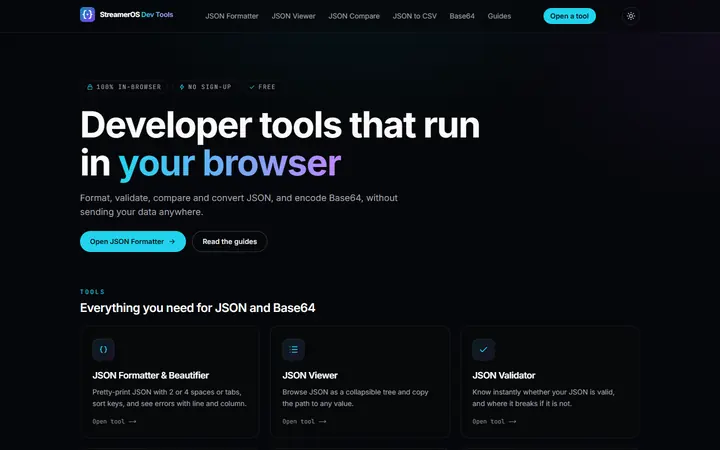 StreamerOS Dev Tools
JSON Formatter
JSON Viewer
JSON Compare
JSON to CSV
Base64
Guides
Open a tool
100% IN-BROWSER
NO SIGN-UP
FREE
Developer tools that run
in your browser
Format, validate, compare and convert JSON, and encode Base64, without
sending your data anywhere.
Open JSON Formatter →
Read the guides
TOOLS
Everything you need for JSON and Base64
JSON Formatter & Beautifier
Pretty-print JSON with 2 or 4 spaces or tabs,
sort keys, and see errors with line and column.
Open tool →
JSON Viewer
Browse JSON as a collapsible tree and copy
the path to any value.
Open tool →
JSON Validator
Know instantly whether your JSON is valid,
and where it breaks if it is not.
Open tool →